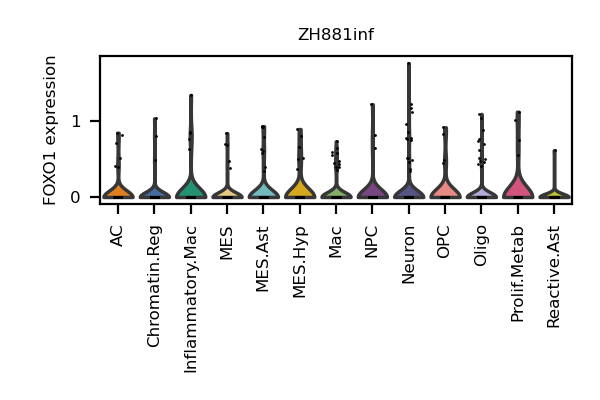 ZH881inf
FOXO1 expression
1
0
AC
Chromatin.Reg
Inflammatory.Mac
MES
MES.Ast
MES.Hyp
Mac
NPC
Neuron
OPC
Oligo
Prolif.Metab
Reactive.Ast